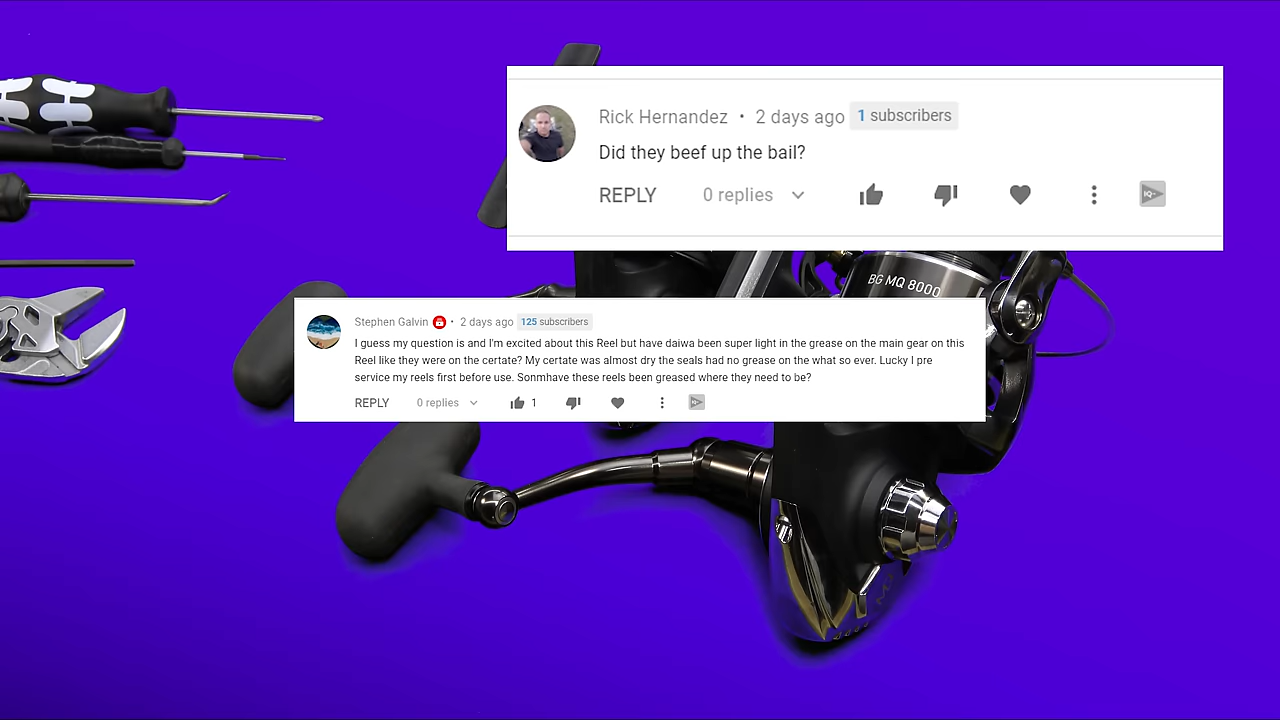 Rick Hernandez • 2 days ago 1 subscribers
Did they beef up the bail?
REPLY 0 replies
BG MQ 8000
Stephen Galvin • 2 days ago 125 subscribers
I guess my question is and I'm excited about this Reel but have daiwa been super light in the grease on the main gear on this
Reel like they were on the certate? My certate was almost dry the seals had no grease on the what so ever. Lucky I pre
service my reels first before use. Sonmhave these reels been greased where they need to be?
REPLY 0 replies 1